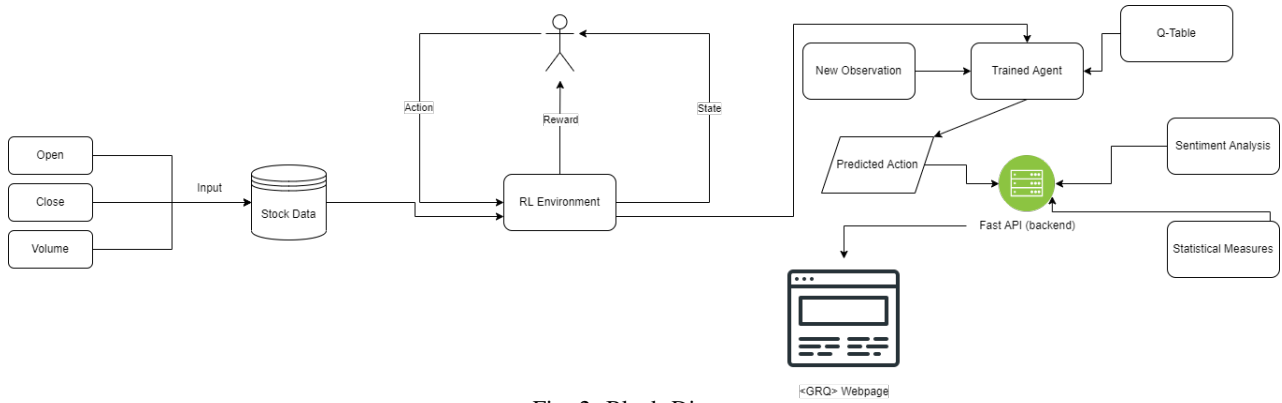 Open
Close
Volume
Input
Stock Data
Action
Reward
State
RL Environment
New Observation
Trained Agent
Q-Table
Predicted Action
Sentiment Analysis
Fast API (backend)
Statistical Measures
<GRQ> Webpage